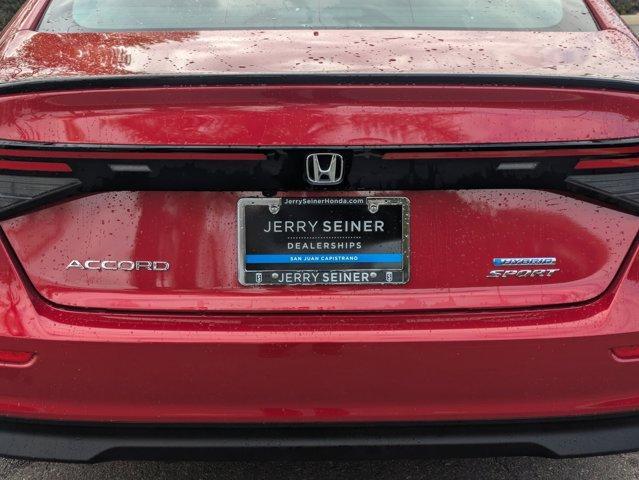 JerrySeinerHonda.com
JERRY SEINER
DEALERSHIPS
SAN JUAN CAPISTRANO
JERRY SEINER
ACCORD
HYBRID
SPORT